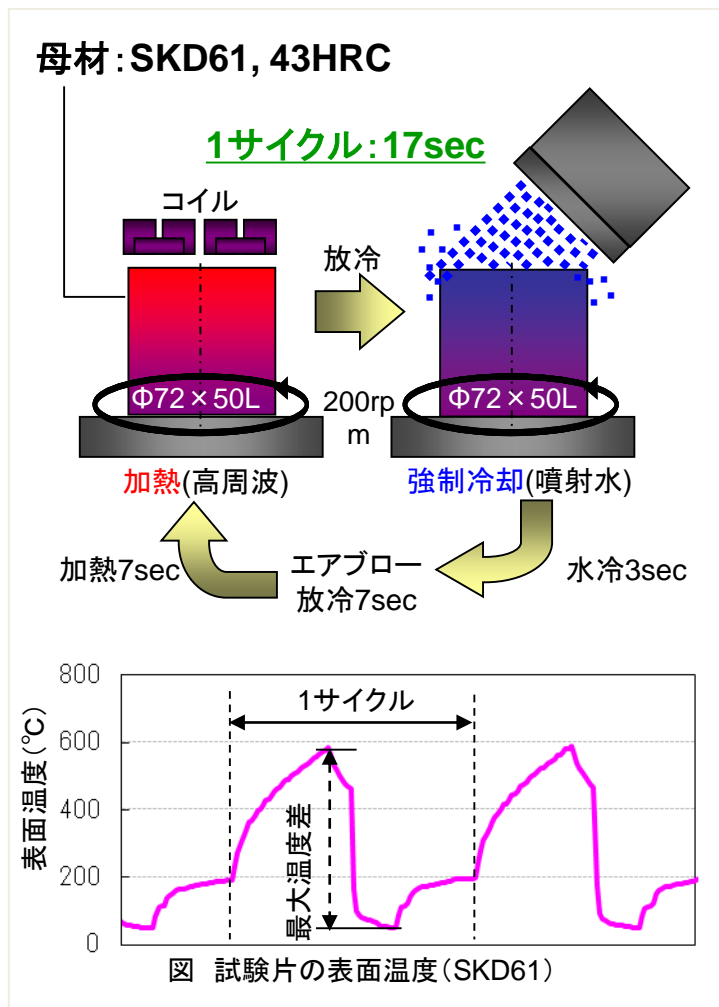 母材：SKD61, 43HRC
1サイクル：17sec
コイル
放冷
Φ72×50L
200rp
m
Φ72×50L
加熱(高周波)
強制冷却(噴射水)
加熱7sec
エアブロー
放冷7sec
水冷3sec
800
600
400
200
0
表面温度(℃)
1サイクル
最大温度差
図 試験片の表面温度(SKD61)